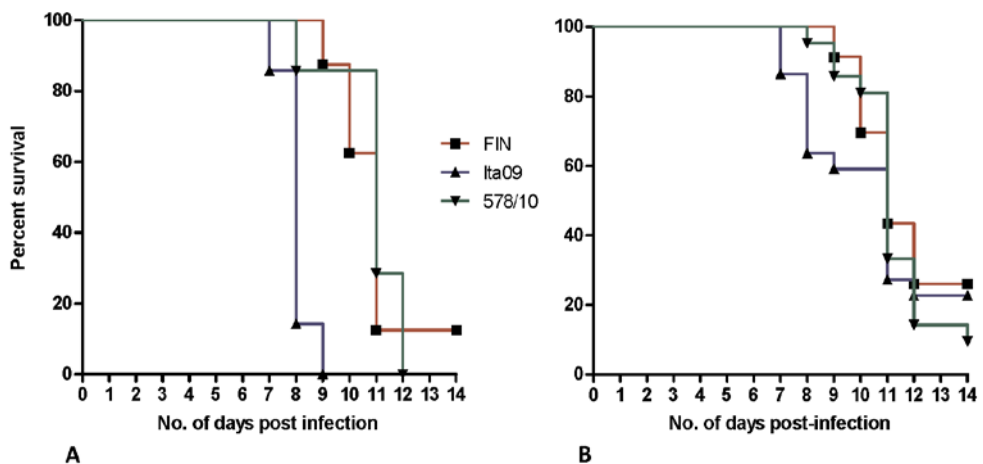 Percent survival
100
80
60
40
20
0
0 1 2 3 4 5 6 7 8 9 10 11 12 13 14
No. of days post infection
A
FIN
Ita09
578/10
100
80
60
40
20
0
0 1 2 3 4 5 6 7 8 9 10 11 12 13 14
No. of days post-infection
B